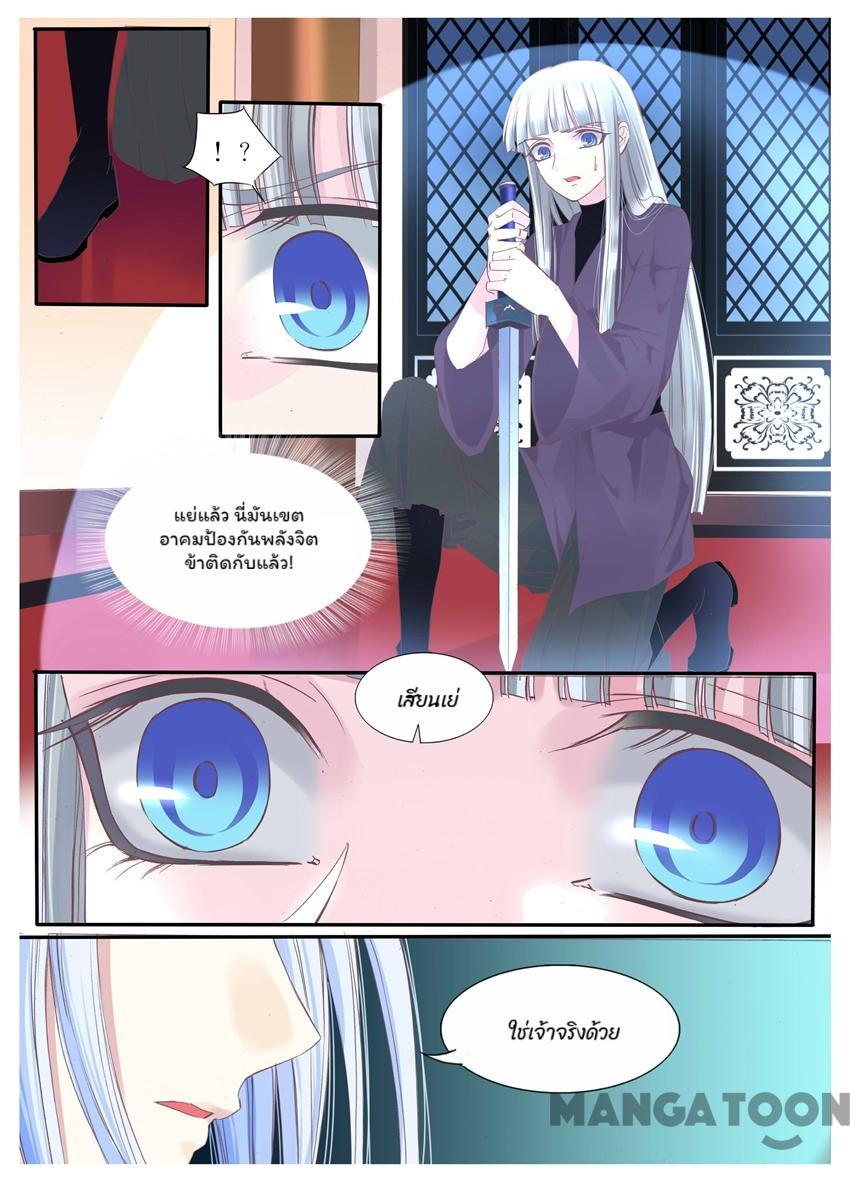 ! ?
แย่แล้ว นี่มันเขต
อาคมป้องกันพลังจิต
ข้าติดกับแล้ว!
เสียนเย่
ใช่เจ้าจริงด้วย
MANGATOON